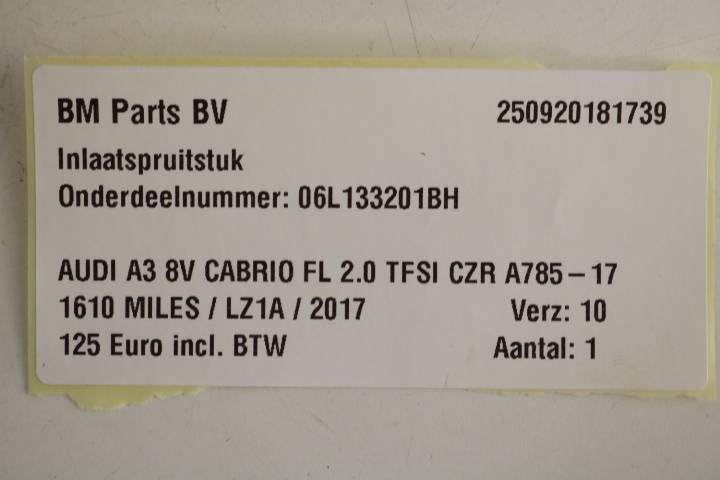 BM Parts BV 250920181739
Inlaatspruitstuk
Onderdeelnummer: 06L133201BH
AUDI A3 8V CABRIO FL 2.0 TFSI CZR A785-17
1610 MILES / LZ1A / 2017 Verz: 10
125 Euro incl. BTW Aantal: 1